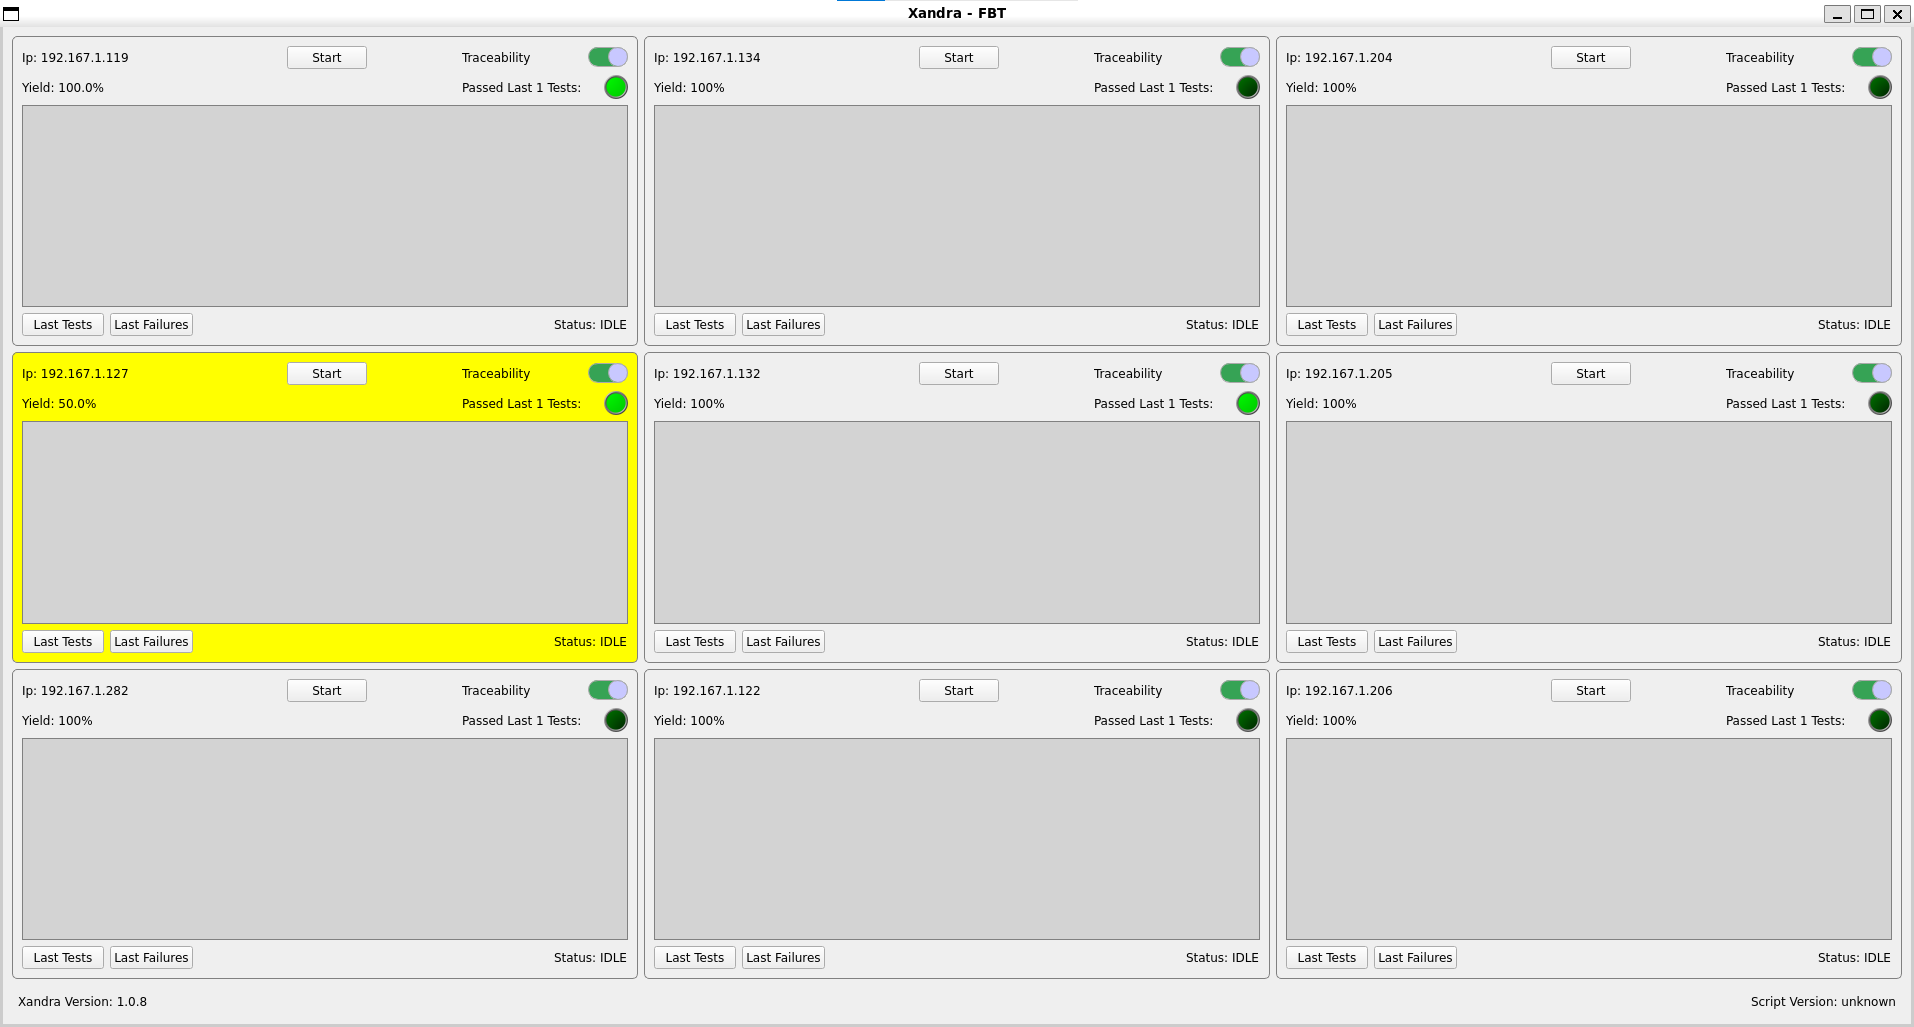 Xandra - FBT
Ip: 192.167.1.119 Start Traceability
Yield: 100.0% Passed Last 1 Tests:
Last Tests Last Failures Status: IDLE
Ip: 192.167.1.134 Start Traceability
Yield: 100% Passed Last 1 Tests:
Last Tests Last Failures Status: IDLE
Ip: 192.167.1.204 Start Traceability
Yield: 100% Passed Last 1 Tests:
Last Tests Last Failures Status: IDLE
Ip: 192.167.1.127 Start Traceability
Yield: 50.0% Passed Last 1 Tests:
Last Tests Last Failures Status: IDLE
Ip: 192.167.1.132 Start Traceability
Yield: 100% Passed Last 1 Tests:
Last Tests Last Failures Status: IDLE
Ip: 192.167.1.205 Start Traceability
Yield: 100% Passed Last 1 Tests:
Last Tests Last Failures Status: IDLE
Ip: 192.167.1.282 Start Traceability
Yield: 100% Passed Last 1 Tests:
Last Tests Last Failures Status: IDLE
Ip: 192.167.1.122 Start Traceability
Yield: 100% Passed Last 1 Tests:
Last Tests Last Failures Status: IDLE
Ip: 192.167.1.206 Start Traceability
Yield: 100% Passed Last 1 Tests:
Last Tests Last Failures Status: IDLE
Xandra Version: 1.0.8 Script Version: unknown